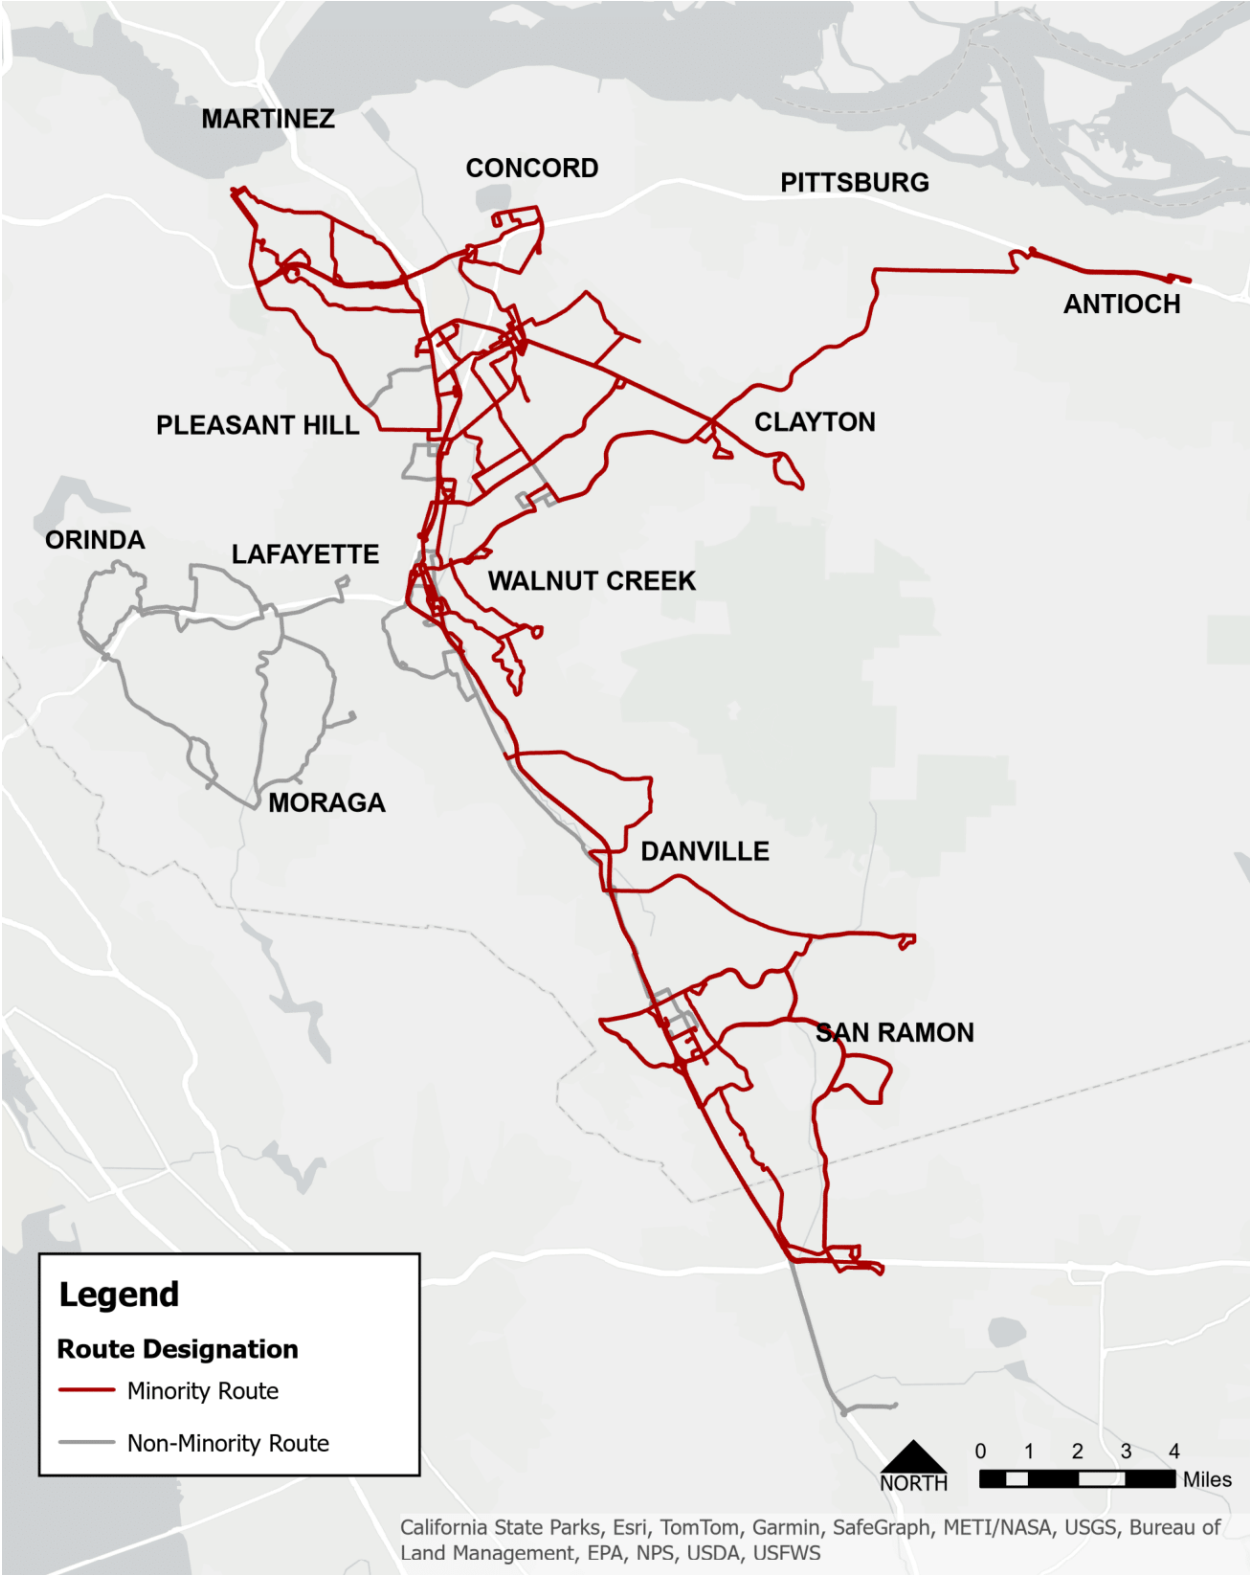 MARTINEZ
CONCORD
PITTSBURG
ANTIOCH
CLAYTON
PLEASANT HILL
ORINDA
LAFAYETTE
WALNUT CREEK
MORAGA
DANVILLE
SAN RAMON
Legend
Route Designation
Minority Route
Non-Minority Route
NORTH
0 1 2 3 4
Miles
California State Parks, Esri, TomTom, Garmin, SafeGraph, METI/NASA, USGS, Bureau of
Land Management, EPA, NPS, USDA, USFWS